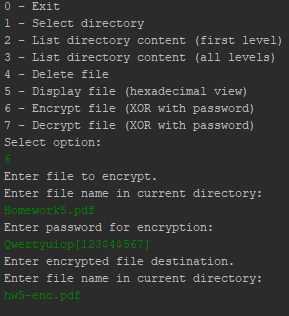 0 - Exit
1 - Select directory
2 - List directory content (first level)
3 - List directory content (all levels)
4 - Delete file
5 - Display file (hexadecimal view)
6 - Encrypt file (XOR with password)
7 - Decrypt file (XOR with password)
Select option:
6
Enter file to encrypt.
Enter file name in current directory:
Homework5.pdf
Enter password for encryption:
Qwertyuiop[123$4$567]
Enter encrypted file destination.
Enter file name in current directory:
hw5-enc.pdf